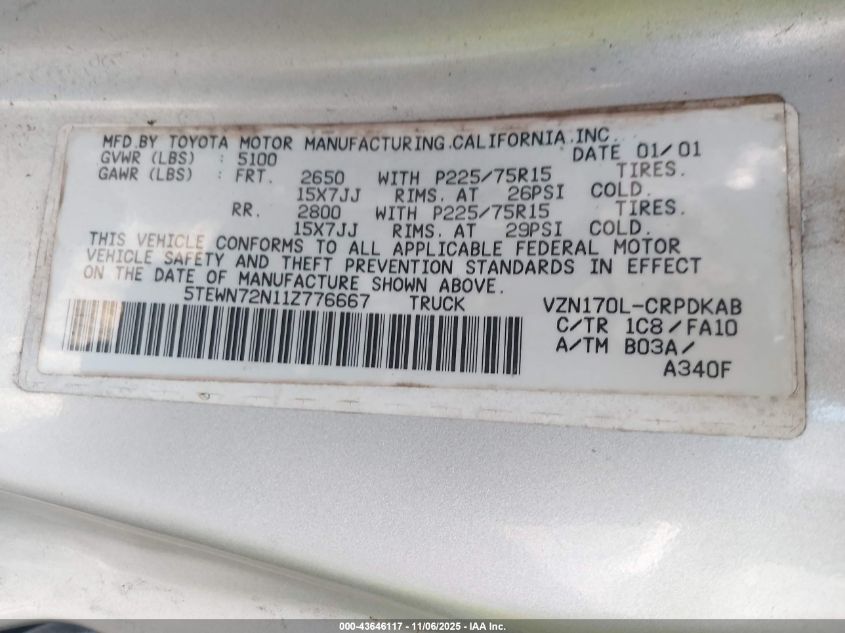 MFD.BY TOYOTA MOTOR MANUFACTURING.CALIFORNIA.INC.
GVWR (LBS) : 5100 DATE 01/01
GAWR (LBS) : FRT. 2650 WITH P225/75R15 TIRES.
15X7JJ RIMS. AT 26PSI COLD.
RR. 2800 WITH P225/75R15 TIRES.
15X7JJ RIMS. AT 29PSI COLD.
THIS VEHICLE CONFORMS TO ALL APPLICABLE FEDERAL MOTOR
VEHICLE SAFETY AND THEFT PREVENTION STANDARDS IN EFFECT
ON THE DATE OF MANUFACTURE SHOWN ABOVE.
5TEWN72N11Z776667 TRUCK VZN170L-CRPDKAB
C/TR 1C8/FA10
A/TM B03A/
A340F
000-43646117 - 11/06/2025 - IAA Inc.